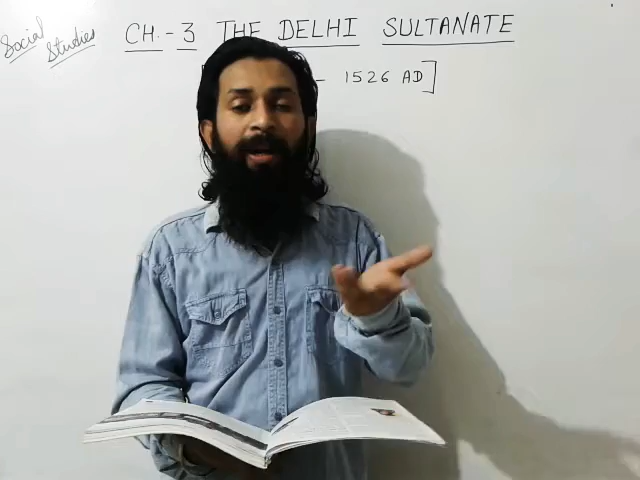 Social
Studies
CH.- 3 THE DELHI SULTANATE
[ - 1526 AD]